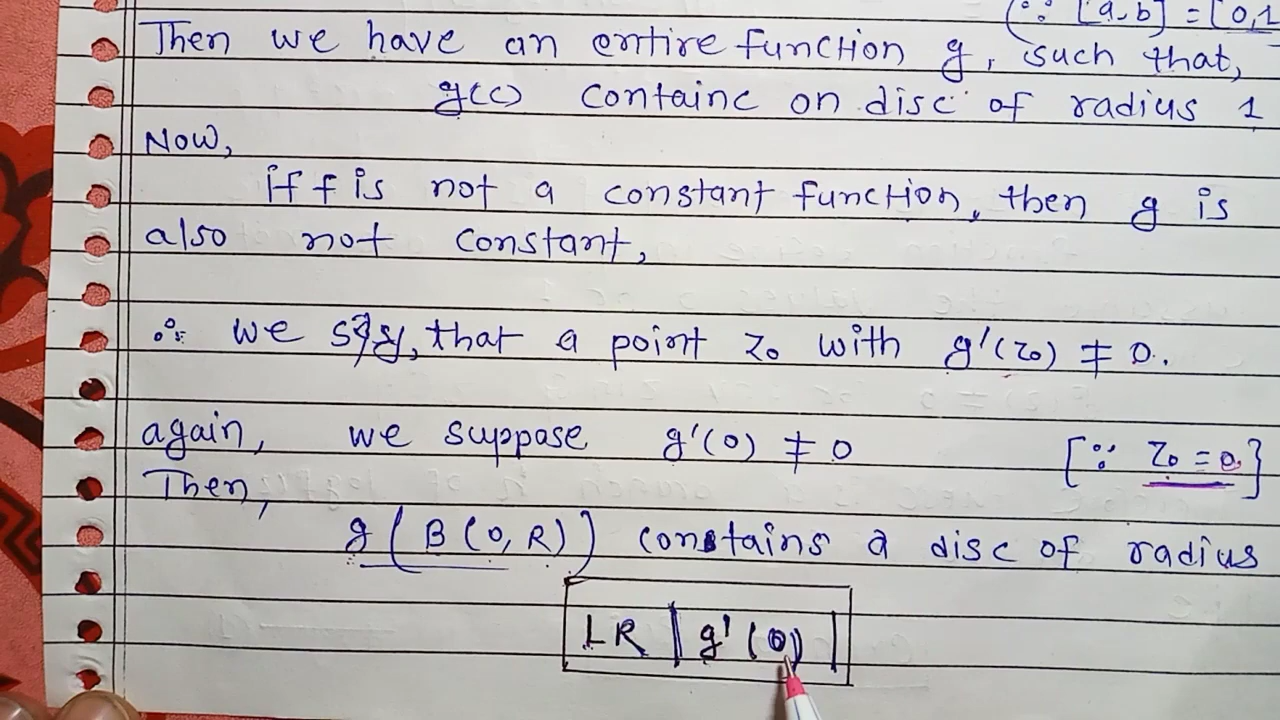 (∵ [a,b] = [0,1
Then we have an entire function g, such that,
g(c) containc on disc of radius 1
Now,
if f is not a constant function, then g is
also not constant,
∴ we say, that a point z₀ with g'(z₀) ≠ 0.
again, we suppose g'(0) ≠ 0 [∵ z₀ = 0]
Then,
g(B(0,R)) constains a disc of radius
LR |g'(0)|